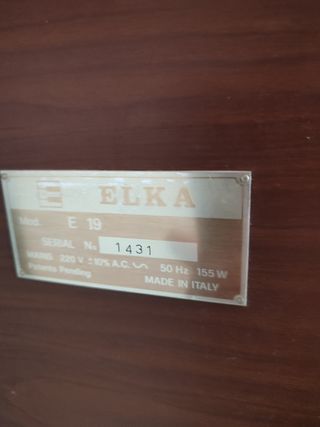 ELKA
Mod. E 19
SERIAL No 1431
MAINS 220 V ±10% A.C. ∿ 50 Hz 155 W
Patents Pending MADE IN ITALY